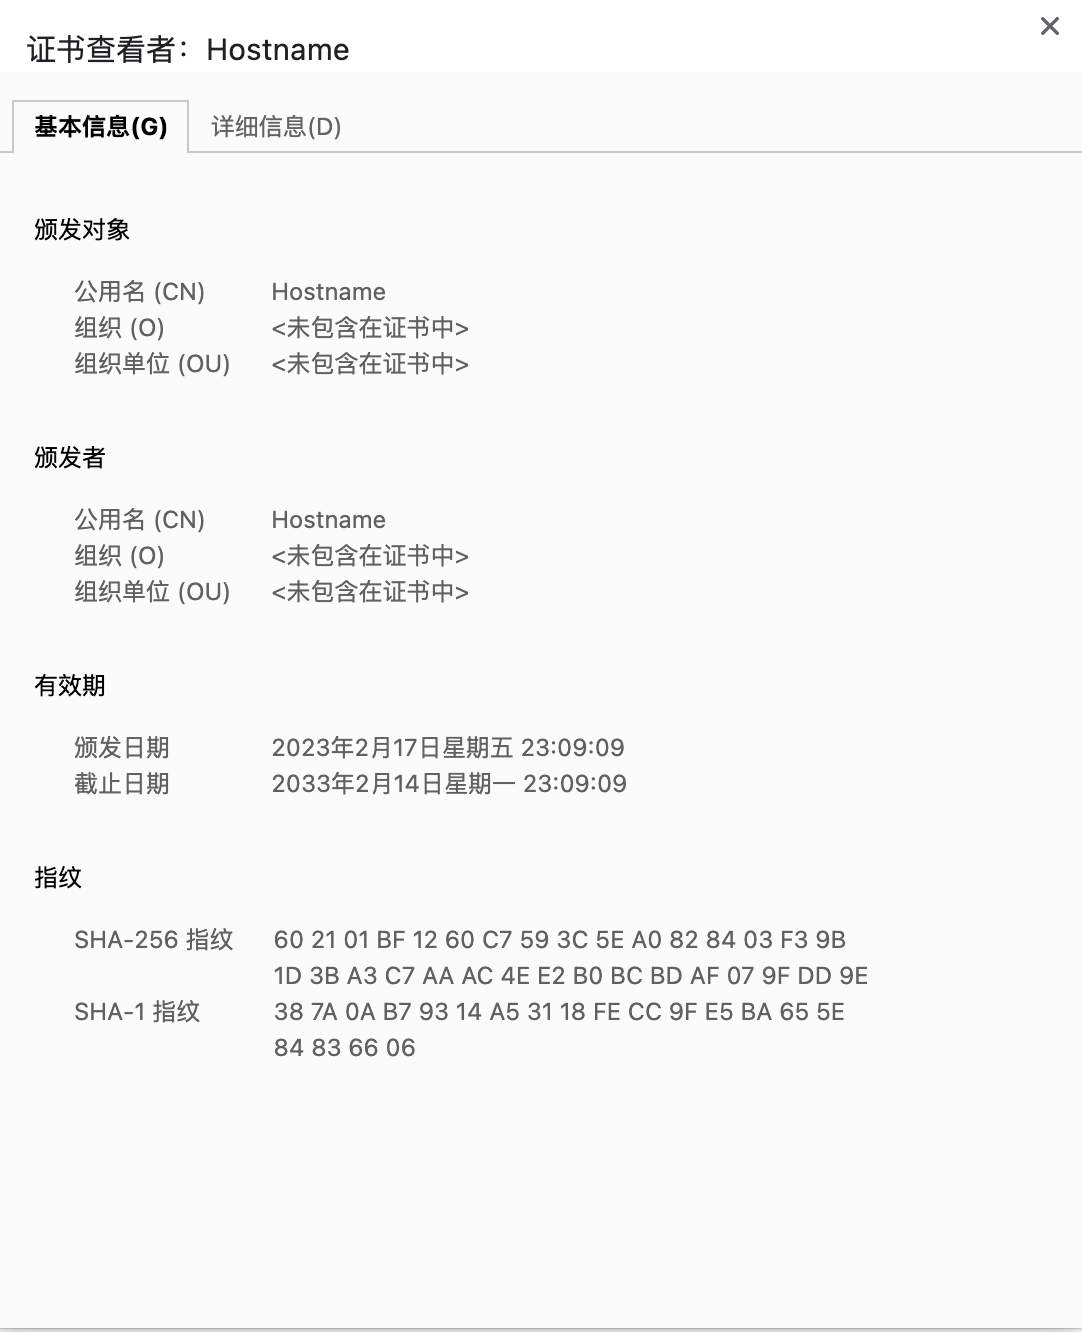 证书查看者：Hostname
基本信息(G) 详细信息(D)
颁发对象
公用名 (CN) Hostname
组织 (O) <未包含在证书中>
组织单位 (OU) <未包含在证书中>
颁发者
公用名 (CN) Hostname
组织 (O) <未包含在证书中>
组织单位 (OU) <未包含在证书中>
有效期
颁发日期 2023年2月17日星期五 23:09:09
截止日期 2033年2月14日星期一 23:09:09
指纹
SHA-256 指纹 60 21 01 BF 12 60 C7 59 3C 5E A0 82 84 03 F3 9B
1D 3B A3 C7 AA AC 4E E2 B0 BC BD AF 07 9F DD 9E
SHA-1 指纹 38 7A 0A B7 93 14 A5 31 18 FE CC 9F E5 BA 65 5E
84 83 66 06